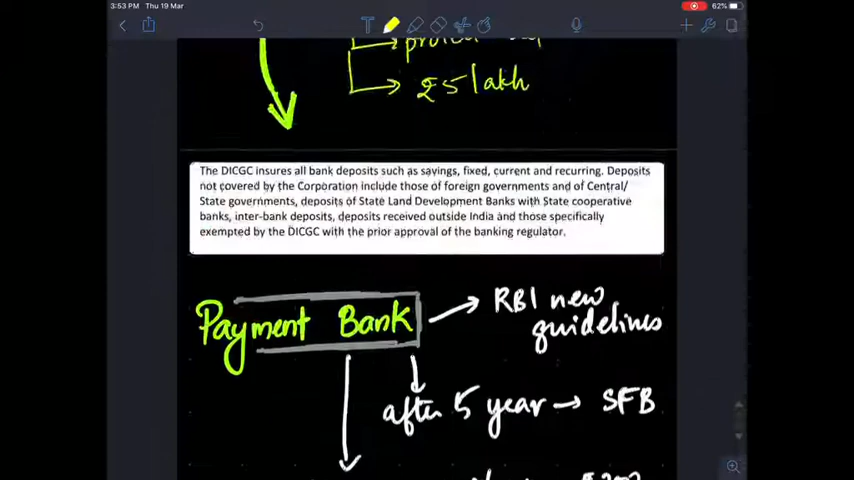 3:53 PM Thu 19 Mar
62%
₹5 lakh
The DICGC insures all bank deposits such as savings, fixed, current and recurring. Deposits
not covered by the Corporation include those of foreign governments and of Central/
State governments, deposits of State Land Development Banks with State cooperative
banks, inter-bank deposits, deposits received outside India and those specifically
exempted by the DICGC with the prior approval of the banking regulator.
Payment Bank → RBI new
guidelines
after 5 year → SFB